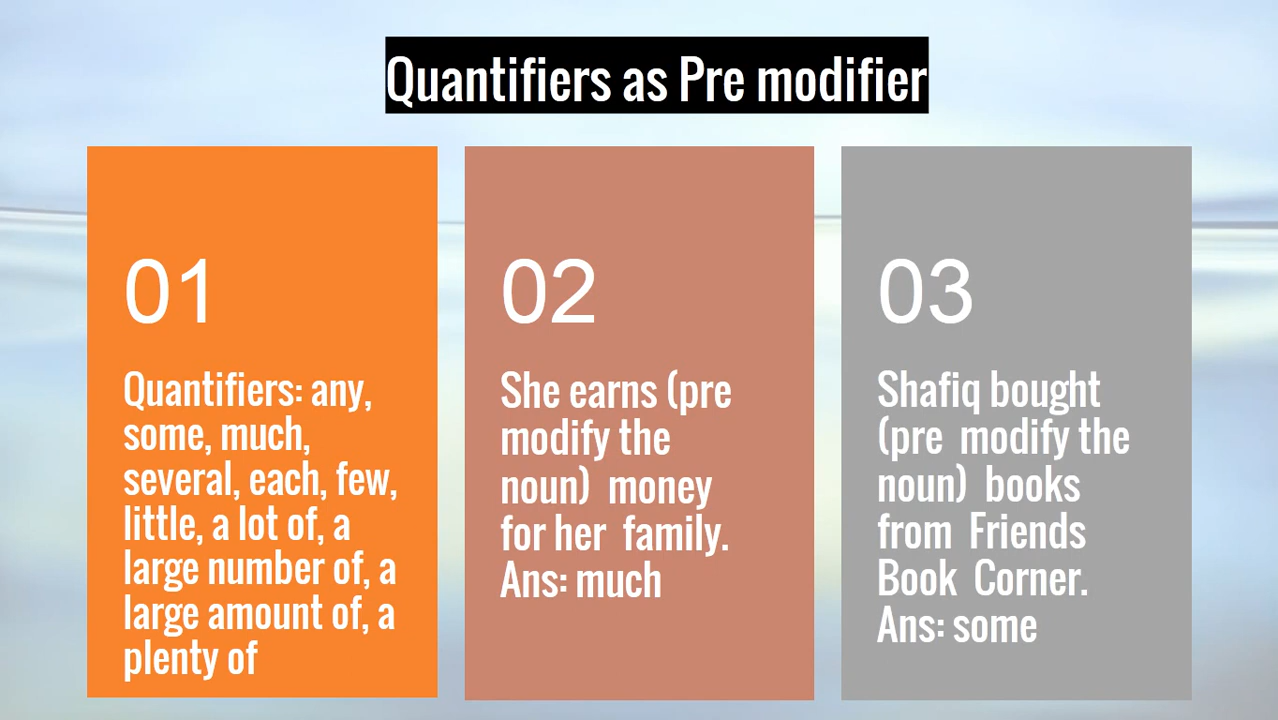 Quantifiers as Pre modifier
01
Quantifiers: any,
some, much,
several, each, few,
little, a lot of, a
large number of, a
large amount of, a
plenty of
02
She earns (pre
modify the
noun) money
for her family.
Ans: much
03
Shafiq bought
(pre modify the
noun) books
from Friends
Book Corner.
Ans: some